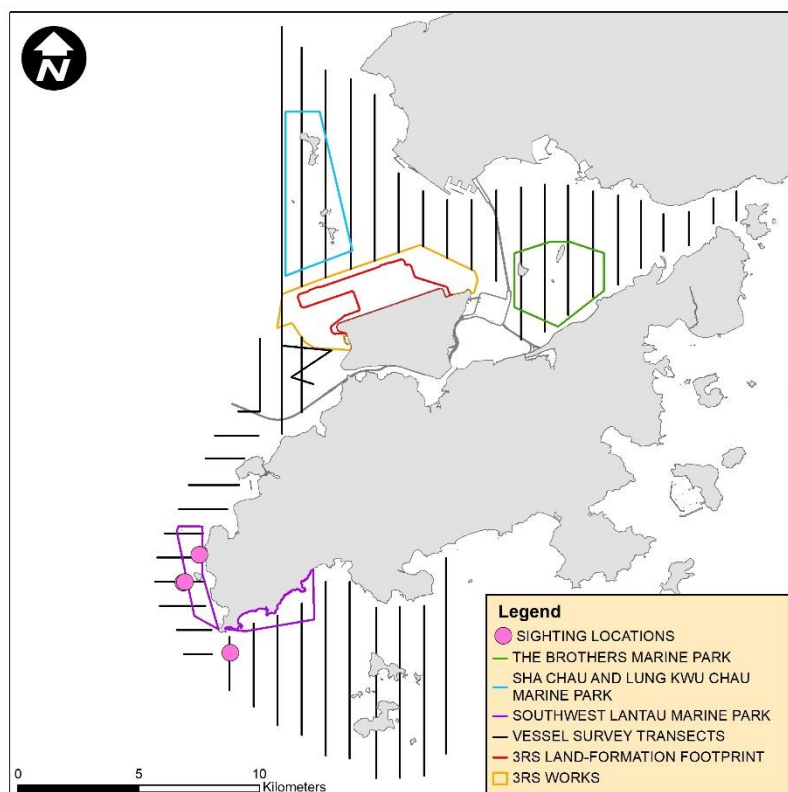 N
Legend
SIGHTING LOCATIONS
THE BROTHERS MARINE PARK
SHA CHAU AND LUNG KWU CHAU
MARINE PARK
SOUTHWEST LANTAU MARINE PARK
VESSEL SURVEY TRANSECTS
3RS LAND-FORMATION FOOTPRINT
3RS WORKS
0 5 10
Kilometers